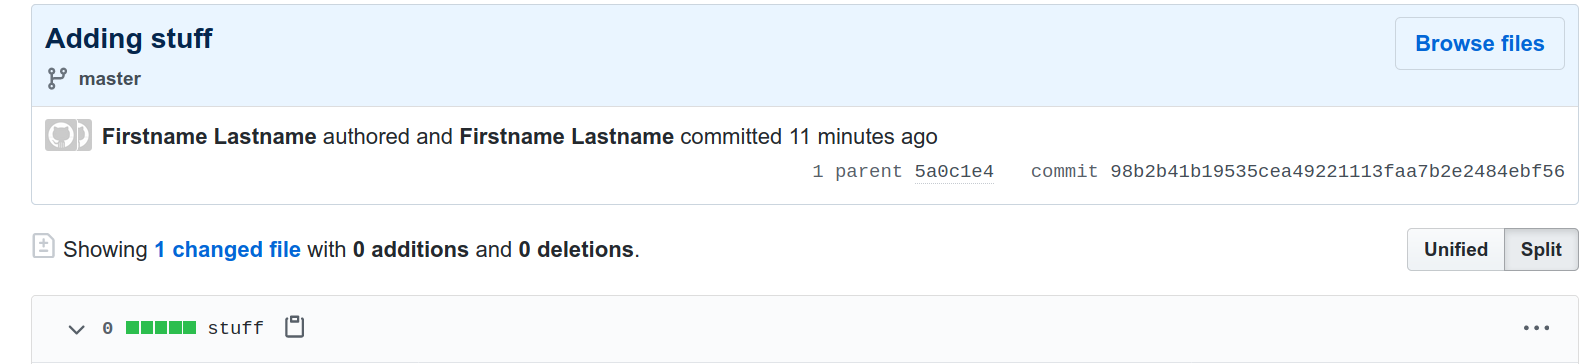 Adding stuff
Browse files
master
Firstname Lastname authored and Firstname Lastname committed 11 minutes ago
1 parent 5a0c1e4 commit 98b2b41b19535cea49221113faa7b2e2484ebf56
Showing 1 changed file with 0 additions and 0 deletions.
Unified Split
0 stuff